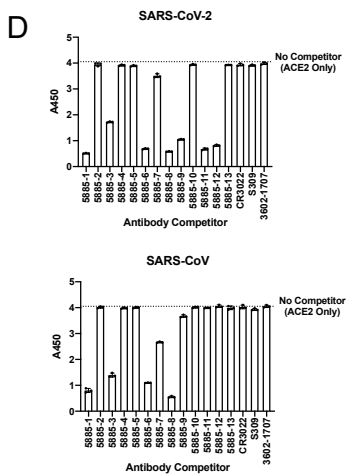 D
SARS-CoV-2
5
4
3
2
1
0
A450
No Competitor
(ACE2 Only)
5885-1
5885-2
5885-3
5885-4
5885-5
5885-6
5885-7
5885-8
5885-9
5885-10
5885-11
5885-12
5885-13
CR3022
S309
3602-1707
Antibody Competitor
SARS-CoV
5
4
3
2
1
0
A450
No Competitor
(ACE2 Only)
5885-1
5885-2
5885-3
5885-4
5885-5
5885-6
5885-7
5885-8
5885-9
5885-10
5885-11
5885-12
5885-13
CR3022
S309
3602-1707
Antibody Competitor